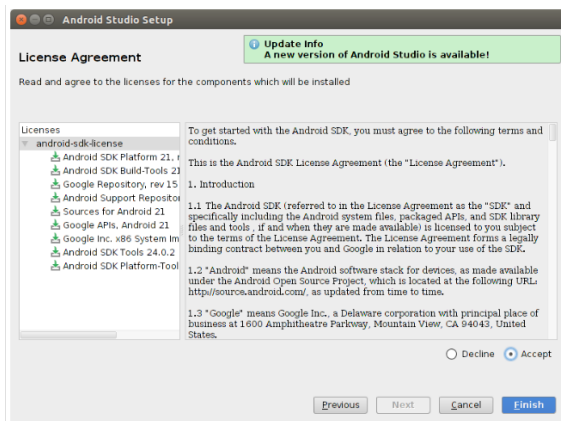 Android Studio Setup
Update Info
A new version of Android Studio is available!
License Agreement
Read and agree to the licenses for the components which will be installed
Licenses
android-sdk-license
Android SDK Platform 21, r
Android SDK Build-Tools 21
Google Repository, rev 15
Android Support Repositor
Sources for Android 21
Google APIs, Android 21
Google Inc. x86 System Im
Android SDK Tools 24.0.2
Android SDK Platform-Tool
To get started with the Android SDK, you must agree to the following terms and
conditions.
This is the Android SDK License Agreement (the "License Agreement").
1. Introduction
1.1 The Android SDK (referred to in the License Agreement as the "SDK" and
specifically including the Android system files, packaged APIs, and SDK library
files and tools , if and when they are made available) is licensed to you subject
to the terms of the License Agreement. The License Agreement forms a legally
binding contract between you and Google in relation to your use of the SDK.
1.2 "Android" means the Android software stack for devices, as made available
under the Android Open Source Project, which is located at the following URL:
http://source.android.com/, as updated from time to time.
1.3 "Google" means Google Inc., a Delaware corporation with principal place of
business at 1600 Amphitheatre Parkway, Mountain View, CA 94043, United
States.
Decline Accept
Previous Next Cancel Finish